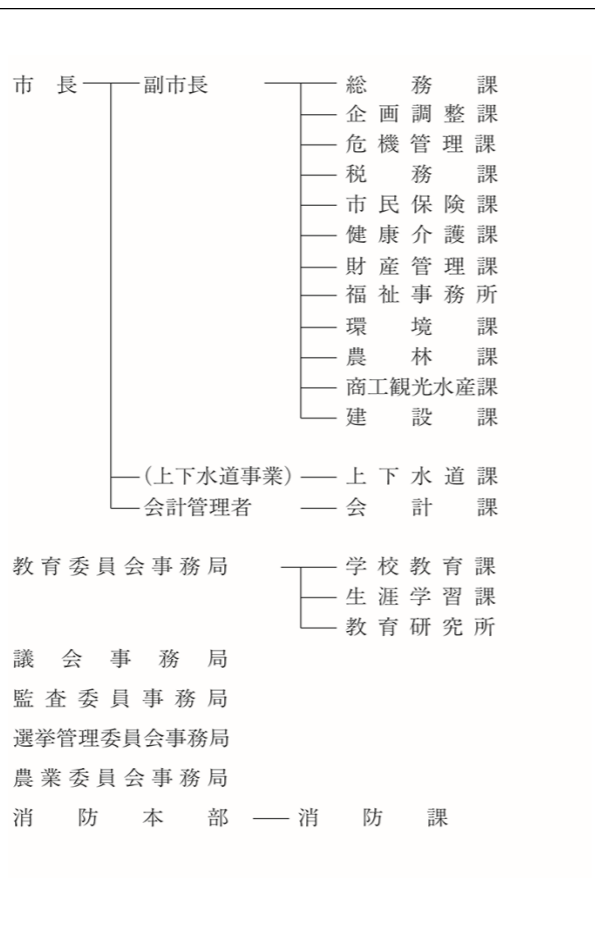 市長 副市長 総務課
企画調整課
危機管理課
税務課
市民保険課
健康介護課
財産管理課
福祉事務所
環境課
農林課
商工観光水産課
建設課
(上下水道事業) 上下水道課
会計管理者 会計課
教育委員会事務局 学校教育課
生涯学習課
教育研究所
議会事務局
監査委員事務局
選挙管理委員会事務局
農業委員会事務局
消防本部 消防課